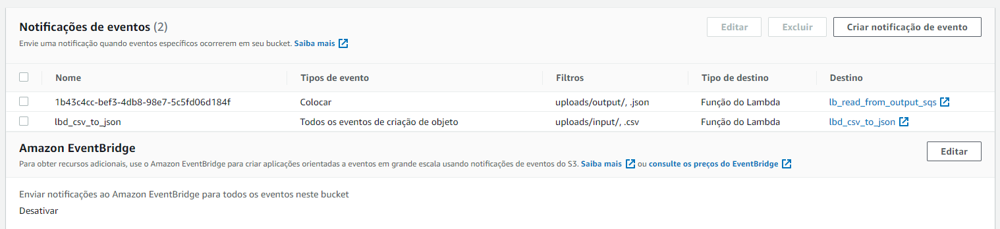 Notificações de eventos (2)
Editar
Excluir
Criar notificação de evento
Envie uma notificação quando eventos específicos ocorrerem em seu bucket. Saiba mais
Nome Tipos de evento Filtros Tipo de destino Destino
1b43c4cc-bef3-4db8-98e7-5c5fd06d184f Colocar uploads/output/, .json Função do Lambda lb_read_from_output_sqs
lbd_csv_to_json Todos os eventos de criação de objeto uploads/input/, .csv Função do Lambda lbd_csv_to_json
Amazon EventBridge
Editar
Para obter recursos adicionais, use o Amazon EventBridge para criar aplicações orientadas a eventos em grande escala usando notificações de eventos do S3. Saiba mais ou consulte os preços do EventBridge
Enviar notificações ao Amazon EventBridge para todos os eventos neste bucket
Desativar